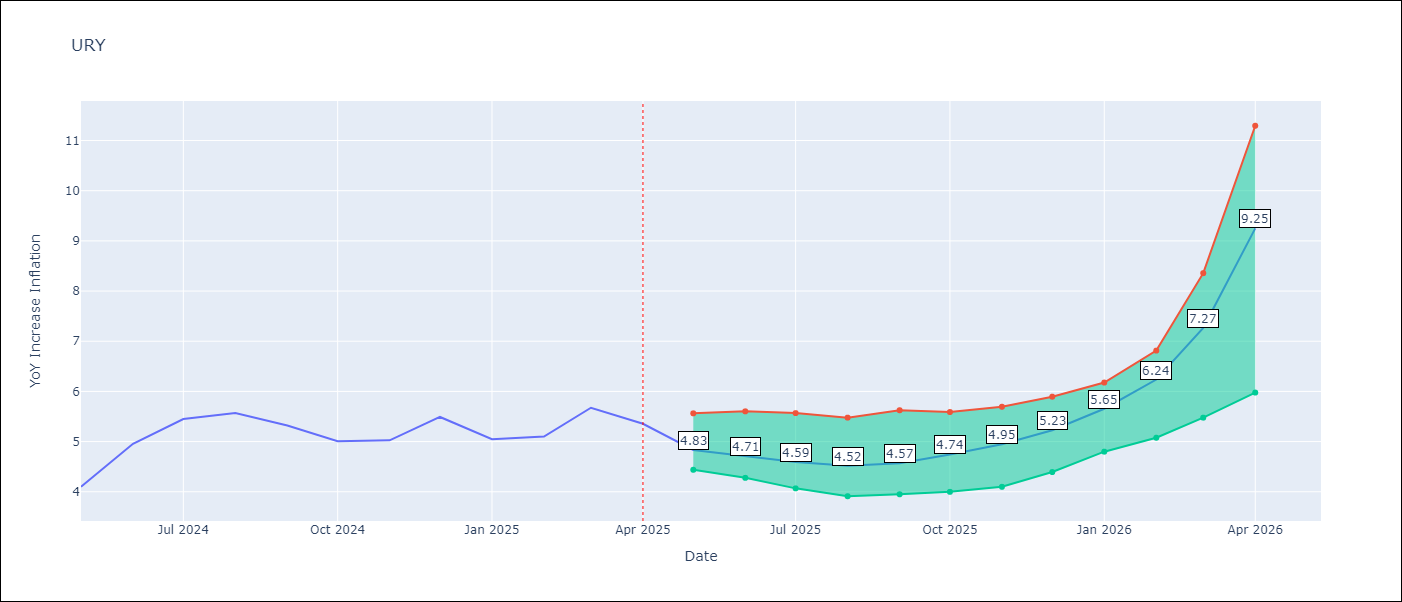 URY
YoY Increase Inflation
11
10
9
8
7
6
5
4
4.83
4.71
4.59
4.52
4.57
4.74
4.95
5.23
5.65
6.24
7.27
9.25
Jul 2024
Oct 2024
Jan 2025
Apr 2025
Jul 2025
Oct 2025
Jan 2026
Apr 2026
Date